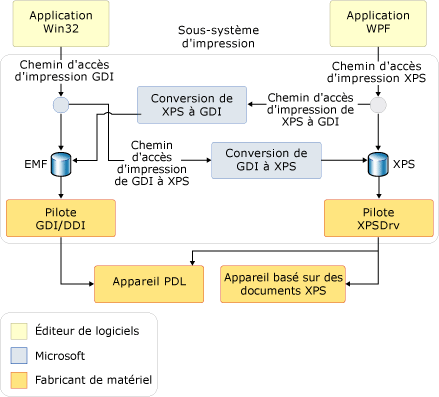 Application
Win32
Sous-système
d'impression
Application
WPF
Chemin d'accès
d'impression GDI
Chemin d'accès
d'impression XPS
Conversion de
XPS à GDI
Chemin d'accès
d'impression de
XPS à GDI
EMF
Chemin
d'accès
d'impression
de GDI à XPS
Conversion de
GDI à XPS
XPS
Pilote
GDI/DDI
Pilote
XPSDrv
Appareil PDL
Appareil basé sur des
documents XPS
Éditeur de logiciels
Microsoft
Fabricant de matériel